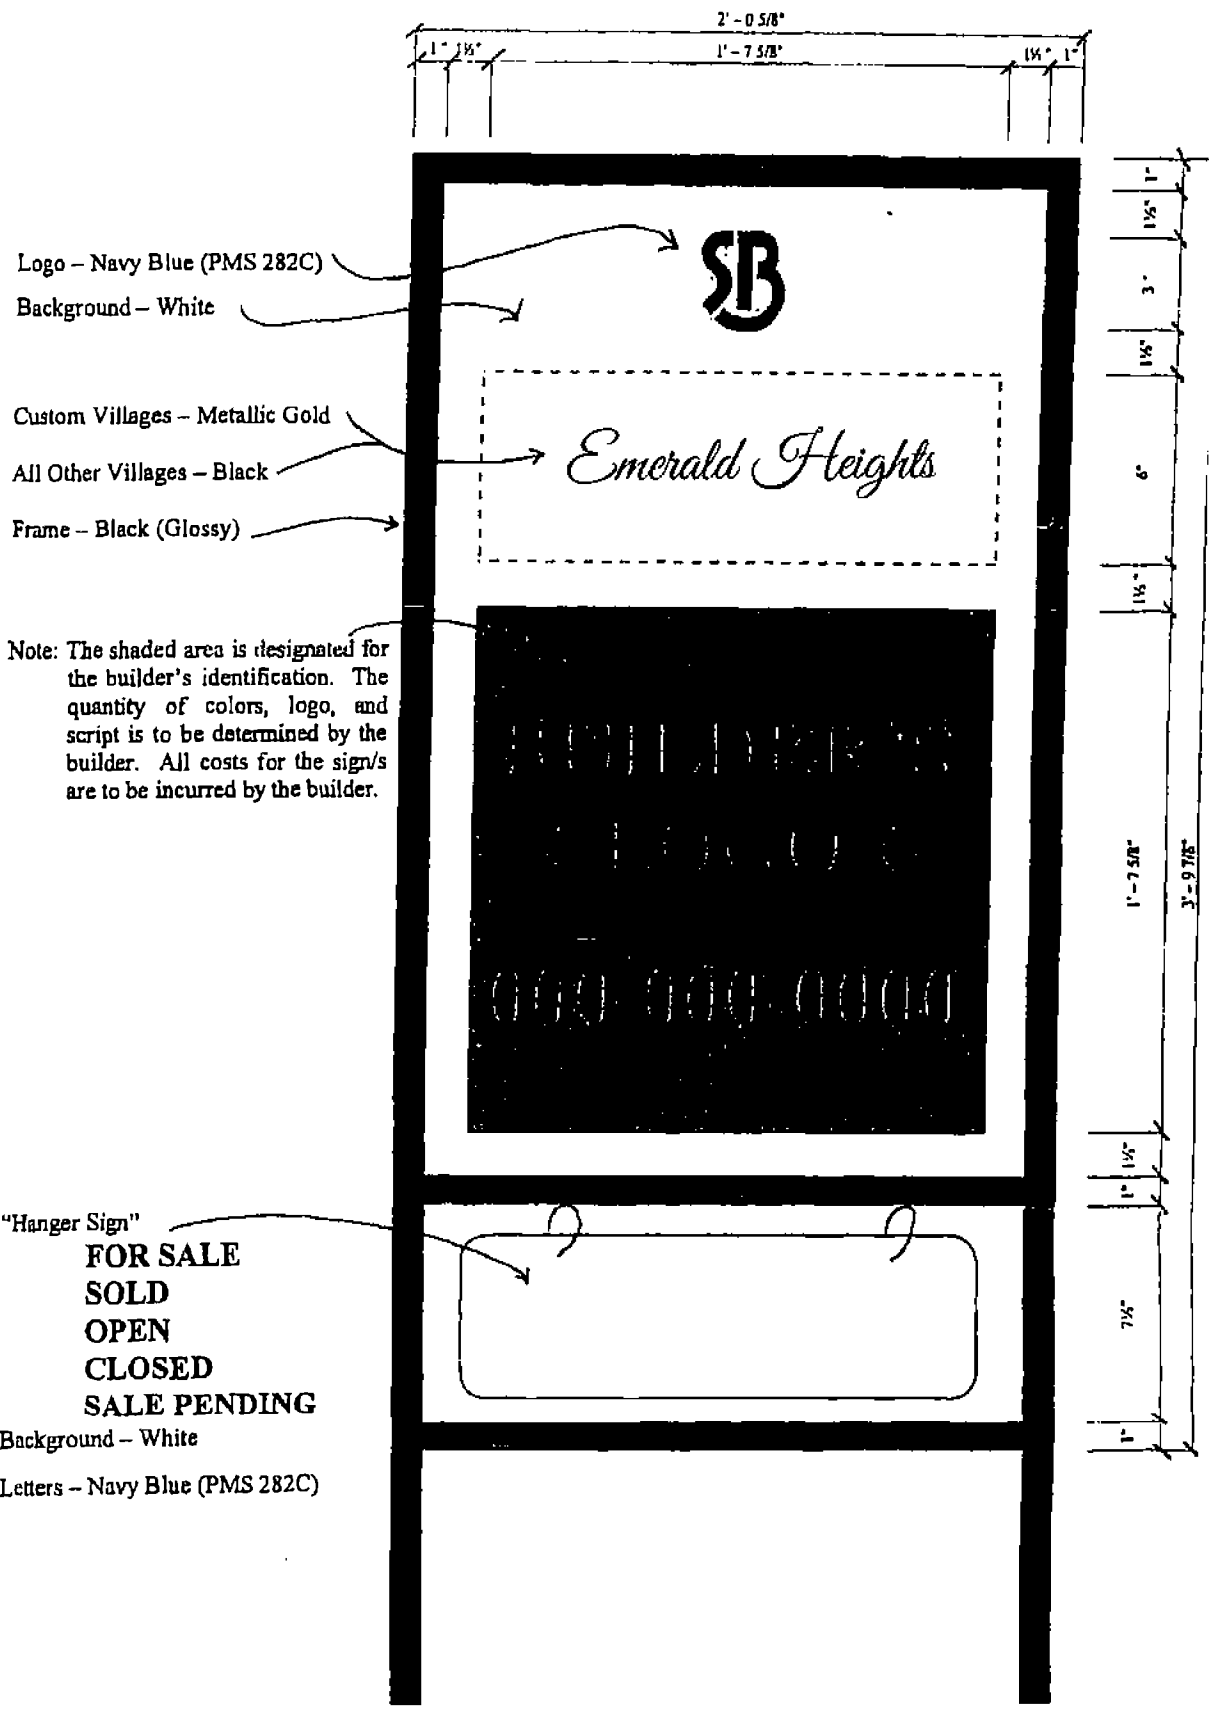 2' – 0 5/8"
1" 1½" 1' – 7 5/8" 1½" 1"
1"
1½"
SB
Logo – Navy Blue (PMS 282C)
3"
Background – White
1½"
Custom Villages – Metallic Gold
Emerald Heights
All Other Villages – Black
6"
Frame – Black (Glossy)
1½"
Note: The shaded area is designated for
the builder's identification. The
quantity of colors, logo, and
script is to be determined by the
builder. All costs for the sign/s
are to be incurred by the builder.
BUILDER'S
000 000 0000
1' – 7 5/8"
3' – 9 7/8"
1½"
1"
"Hanger Sign"
FOR SALE
SOLD
OPEN
CLOSED
SALE PENDING
7½"
Background – White
1"
Letters – Navy Blue (PMS 282C)